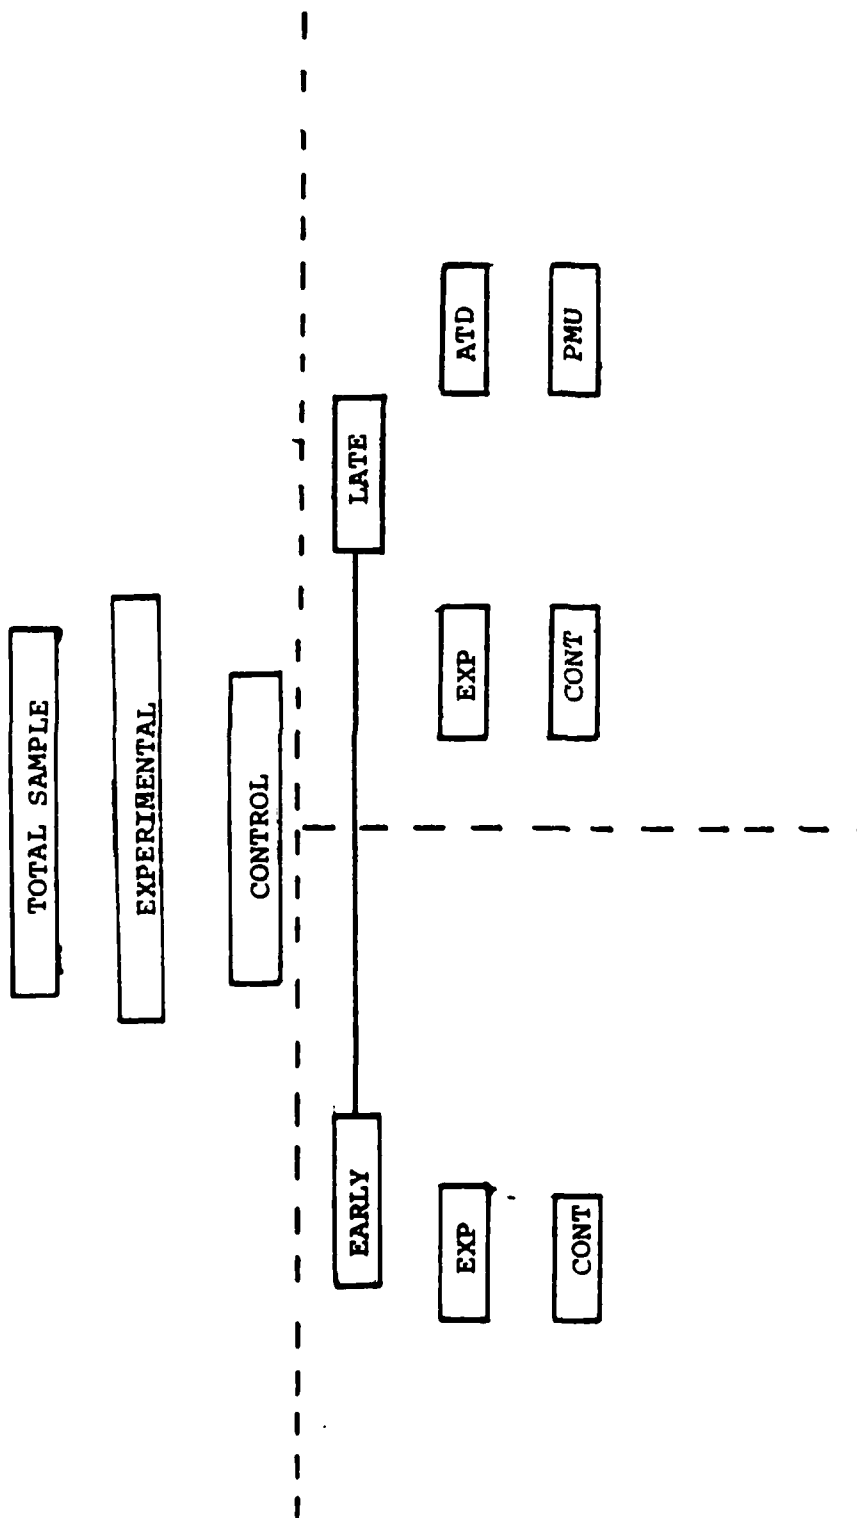 TOTAL SAMPLE
EXPERIMENTAL
CONTROL
EARLY
LATE
EXP
EXP
ATD
CONT
CONT
PMU